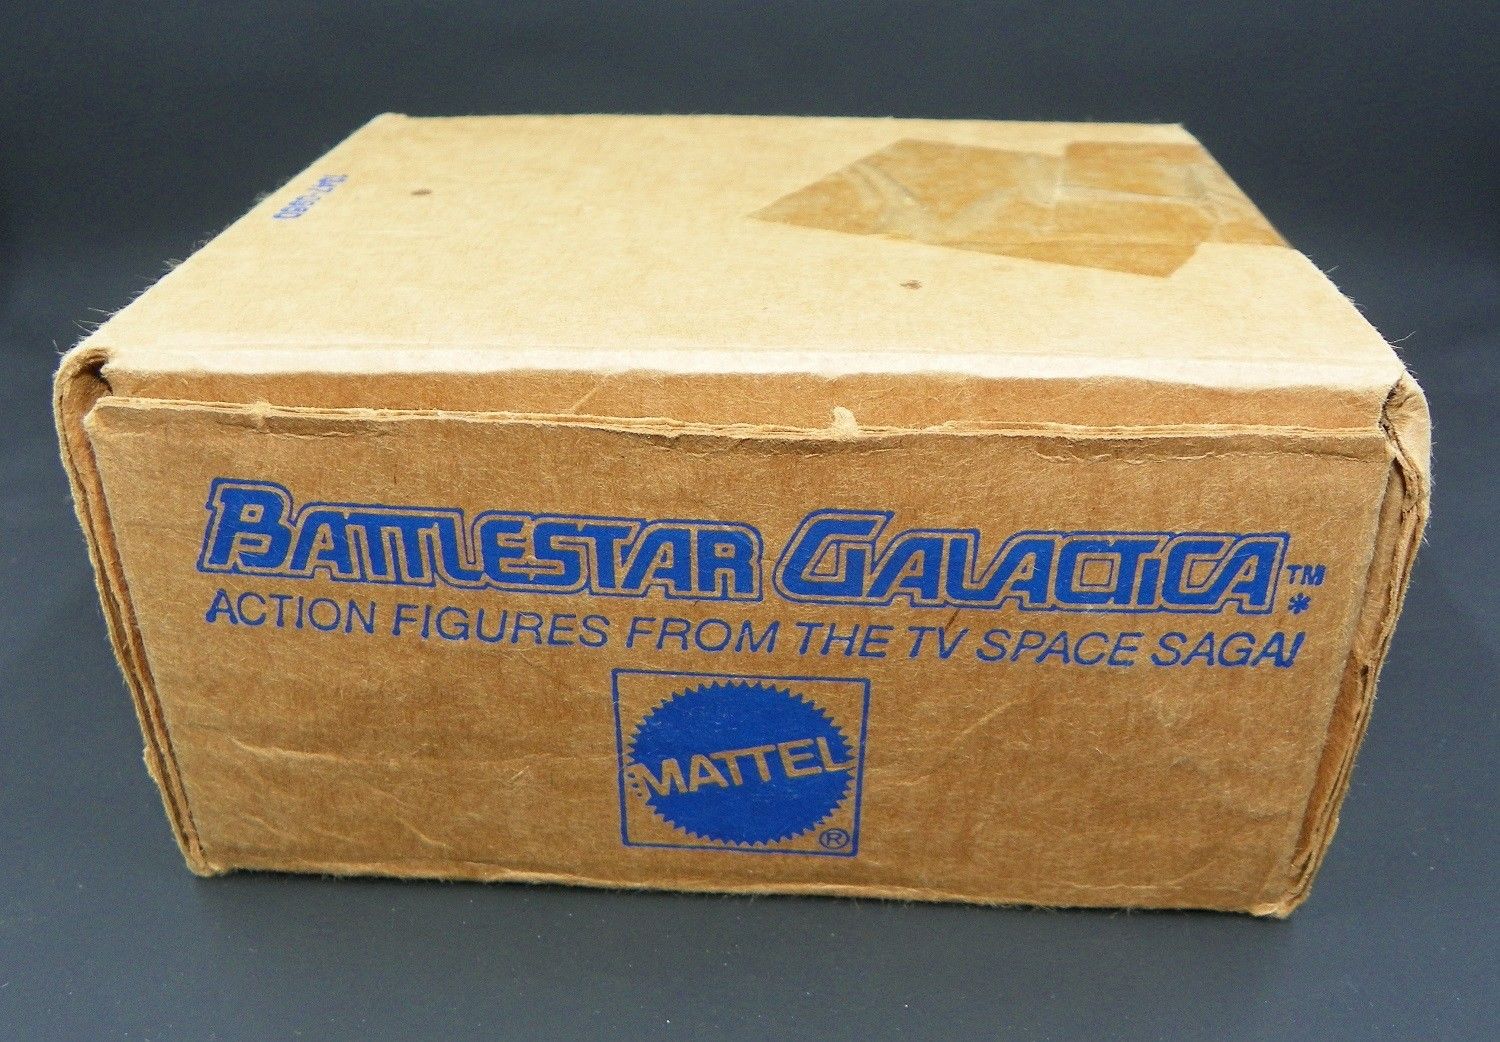 BATTLESTAR GALACTICA™*
ACTION FIGURES FROM THE TV SPACE SAGA!
MATTEL
®